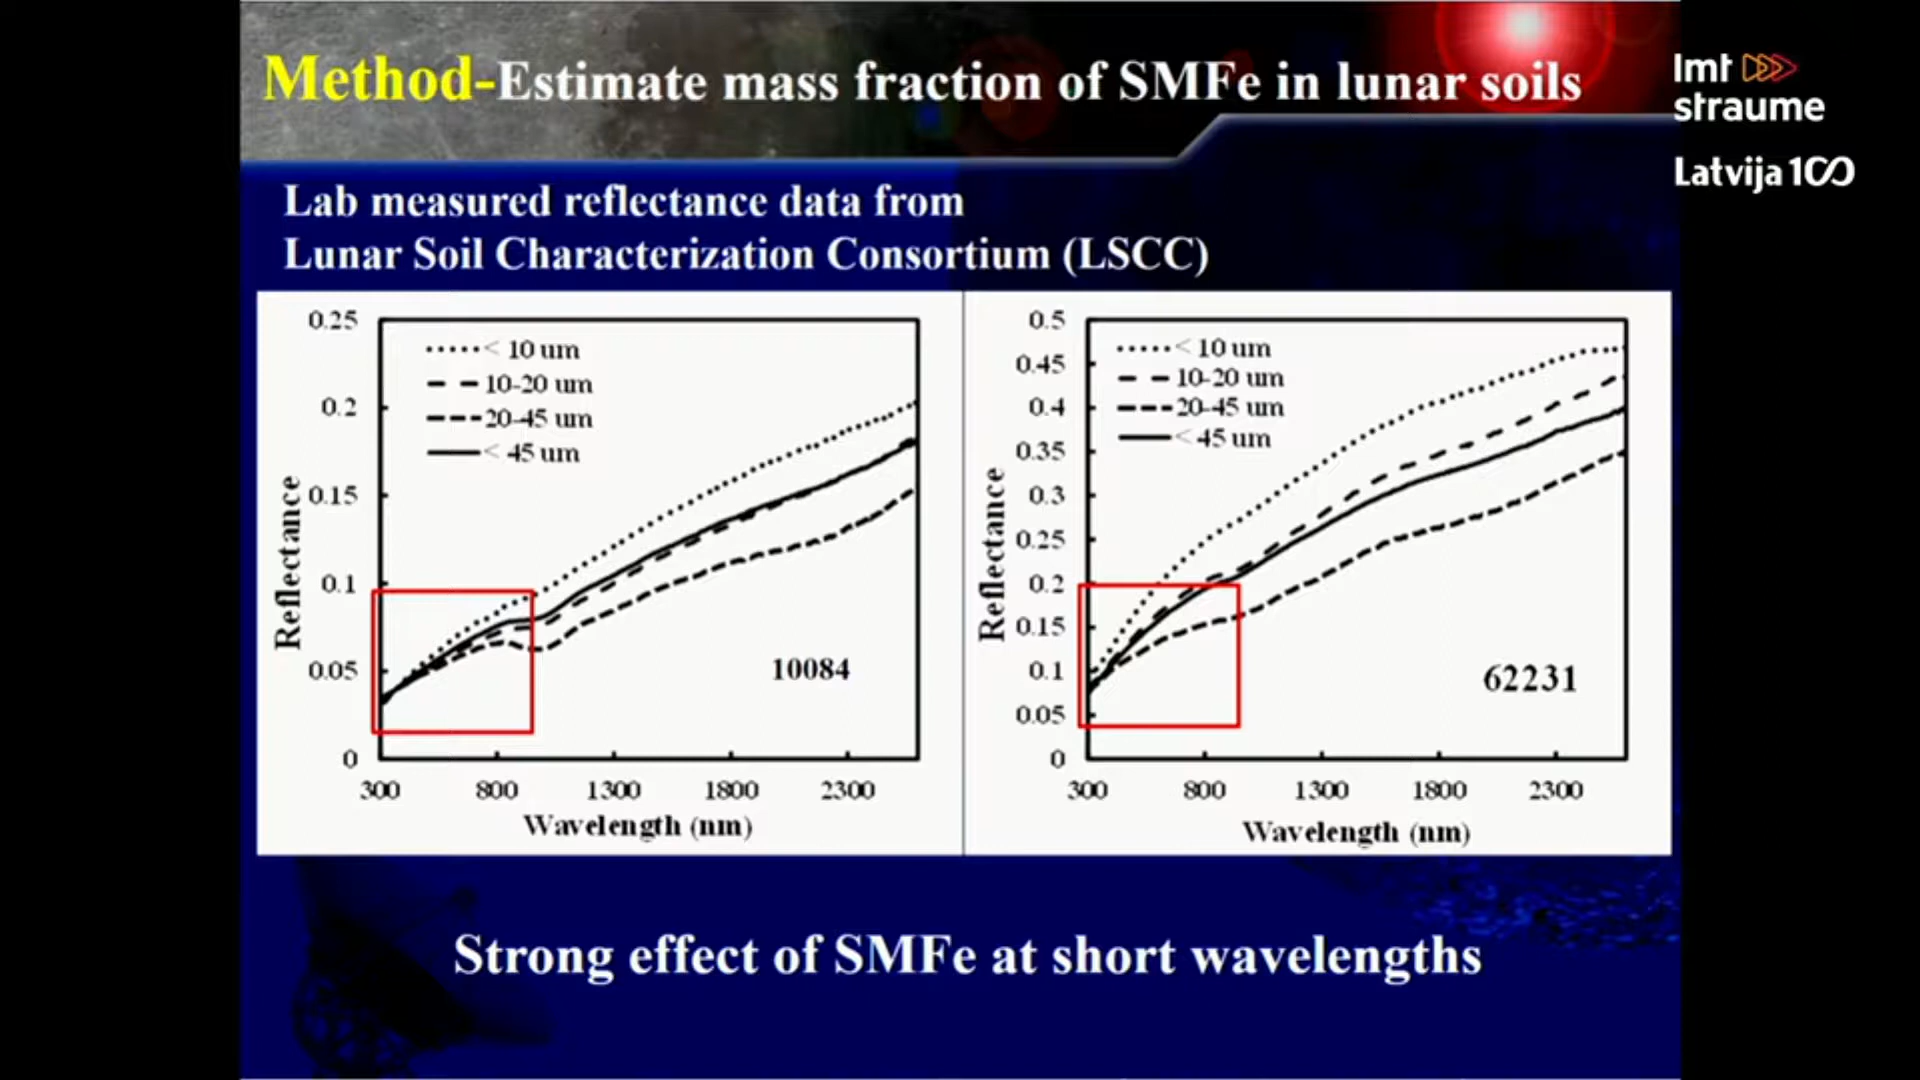 Method-Estimate mass fraction of SMFe in lunar soils
lmt
straume
Latvija 100
Lab measured reflectance data from
Lunar Soil Characterization Consortium (LSCC)
0.25
0.2
0.15
0.1
0.05
0
Reflectance
< 10 um
10-20 um
20-45 um
< 45 um
10084
300 800 1300 1800 2300
Wavelength (nm)
0.5
0.45
0.4
0.35
0.3
0.25
0.2
0.15
0.1
0.05
0
Reflectance
< 10 um
10-20 um
20-45 um
< 45 um
62231
300 800 1300 1800 2300
Wavelength (nm)
Strong effect of SMFe at short wavelengths